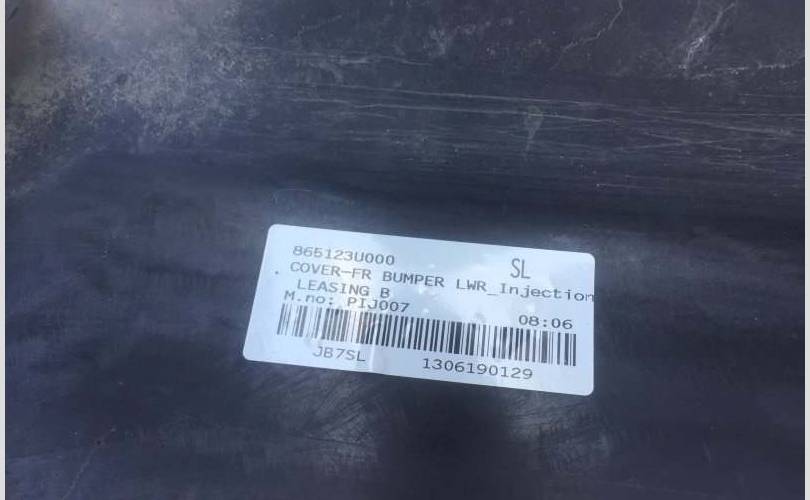 865123U000
SL
COVER-FR BUMPER LWR_Injection
LEASING B
M.no: PIJ007
08:06
JB7SL
1306190129